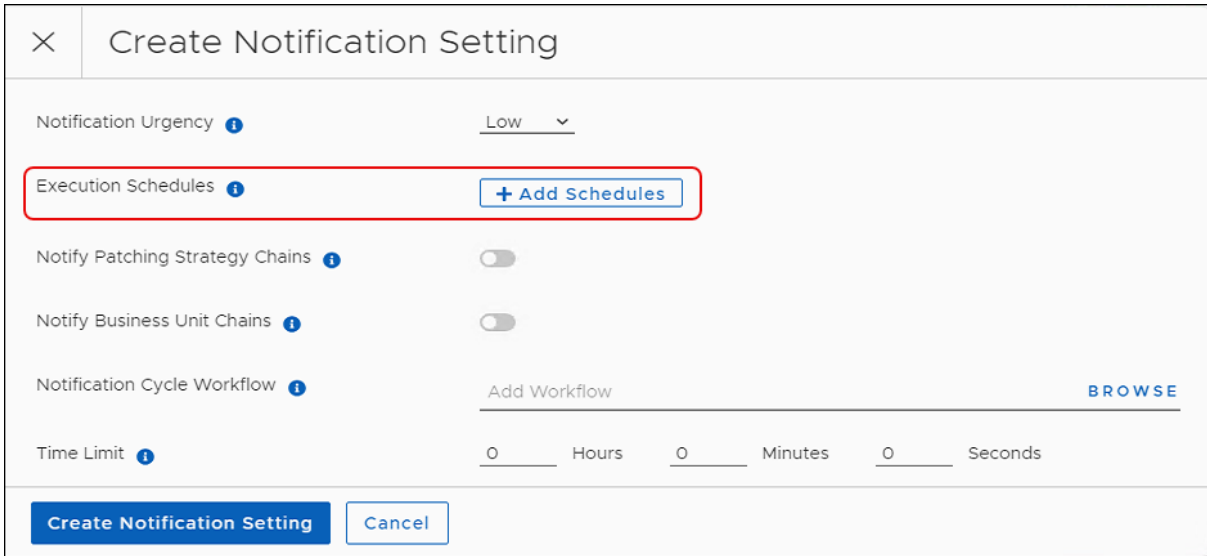 Create Notification Setting
Notification Urgency Low
Execution Schedules + Add Schedules
Notify Patching Strategy Chains
Notify Business Unit Chains
Notification Cycle Workflow Add Workflow BROWSE
Time Limit 0 Hours 0 Minutes 0 Seconds
Create Notification Setting Cancel